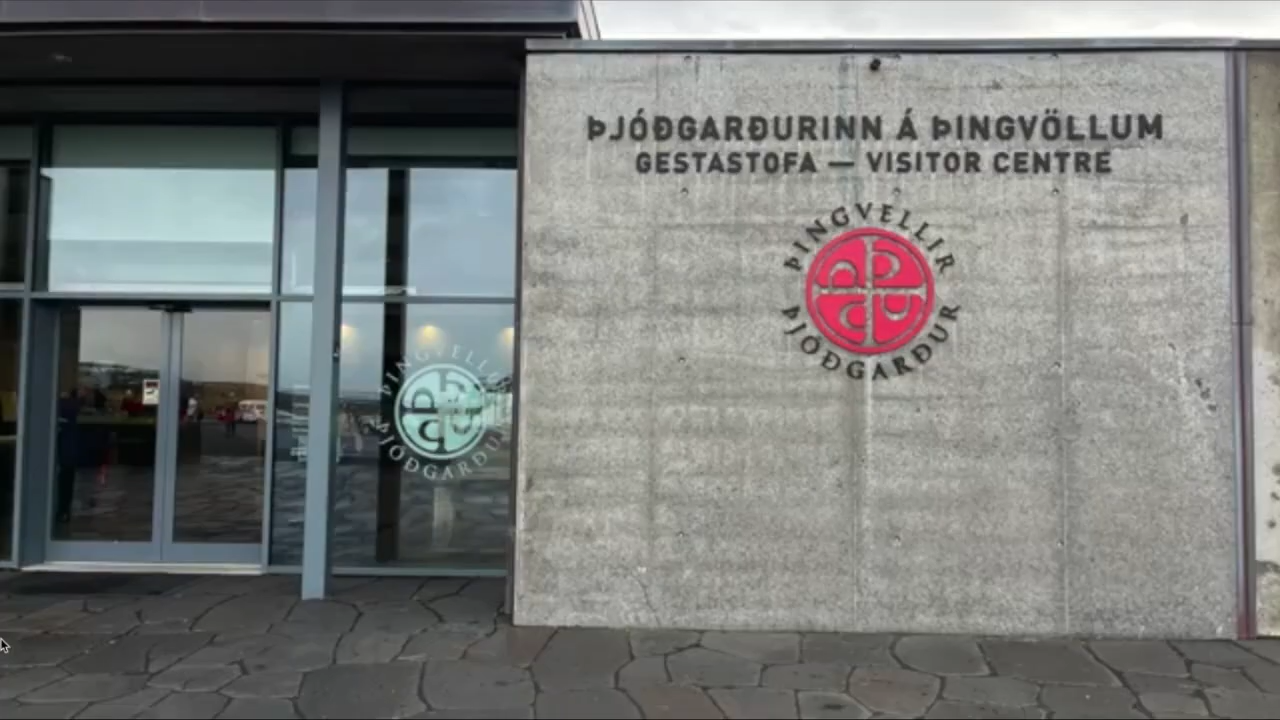 ÞJÓÐGARÐURINN Á ÞINGVÖLLUM
GESTASTOFA — VISITOR CENTRE
ÞINGVELLIR
ÞJÓÐGARÐUR
ÞINGVELLIR
ÞJÓÐGARÐUR